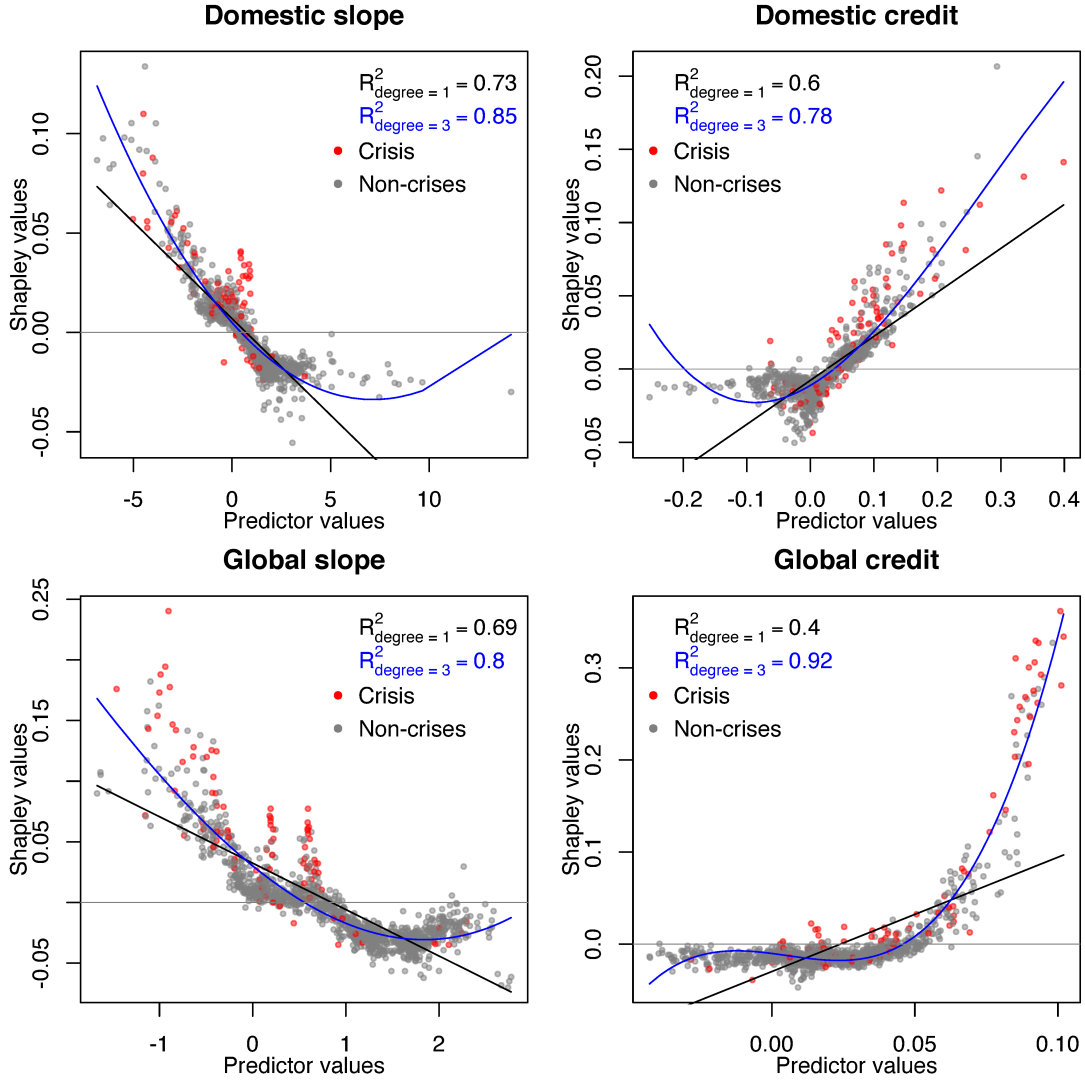 Domestic slope
R²degree = 1 = 0.73
R²degree = 3 = 0.85
Crisis
Non-crises
Shapley values
0.10
0.05
0.00
-0.05
-5 0 5 10
Predictor values
Domestic credit
R²degree = 1 = 0.6
R²degree = 3 = 0.78
Crisis
Non-crises
Shapley values
0.20
0.15
0.10
0.05
0.00
-0.05
-0.2 -0.1 0.0 0.1 0.2 0.3 0.4
Predictor values
Global slope
R²degree = 1 = 0.69
R²degree = 3 = 0.8
Crisis
Non-crises
Shapley values
0.25
0.15
0.05
-0.05
-1 0 1 2
Predictor values
Global credit
R²degree = 1 = 0.4
R²degree = 3 = 0.92
Crisis
Non-crises
Shapley values
0.3
0.2
0.1
0.0
0.00 0.05 0.10
Predictor values